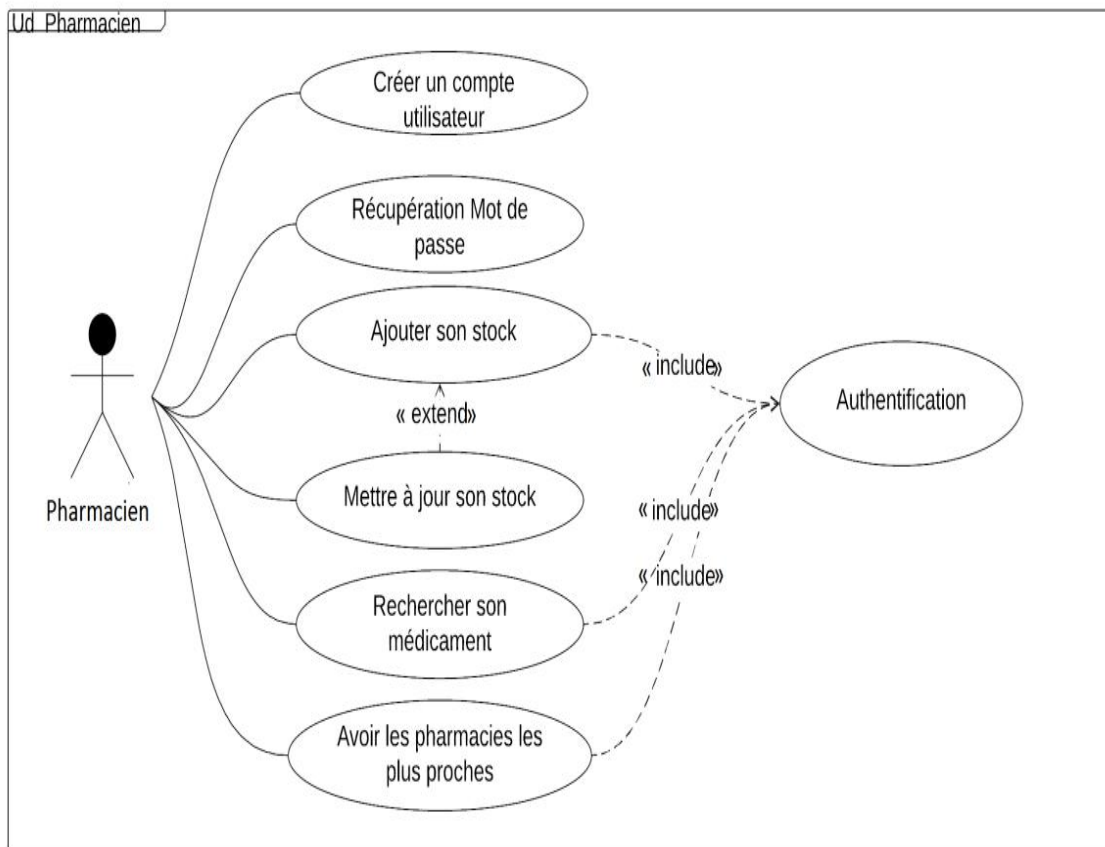 Ud Pharmacien
Créer un compte
utilisateur
Récupération Mot de
passe
Ajouter son stock
« include»
Authentification
« extend»
Mettre à jour son stock
Pharmacien
« include»
« include»
Rechercher son
médicament
Avoir les pharmacies les
plus proches